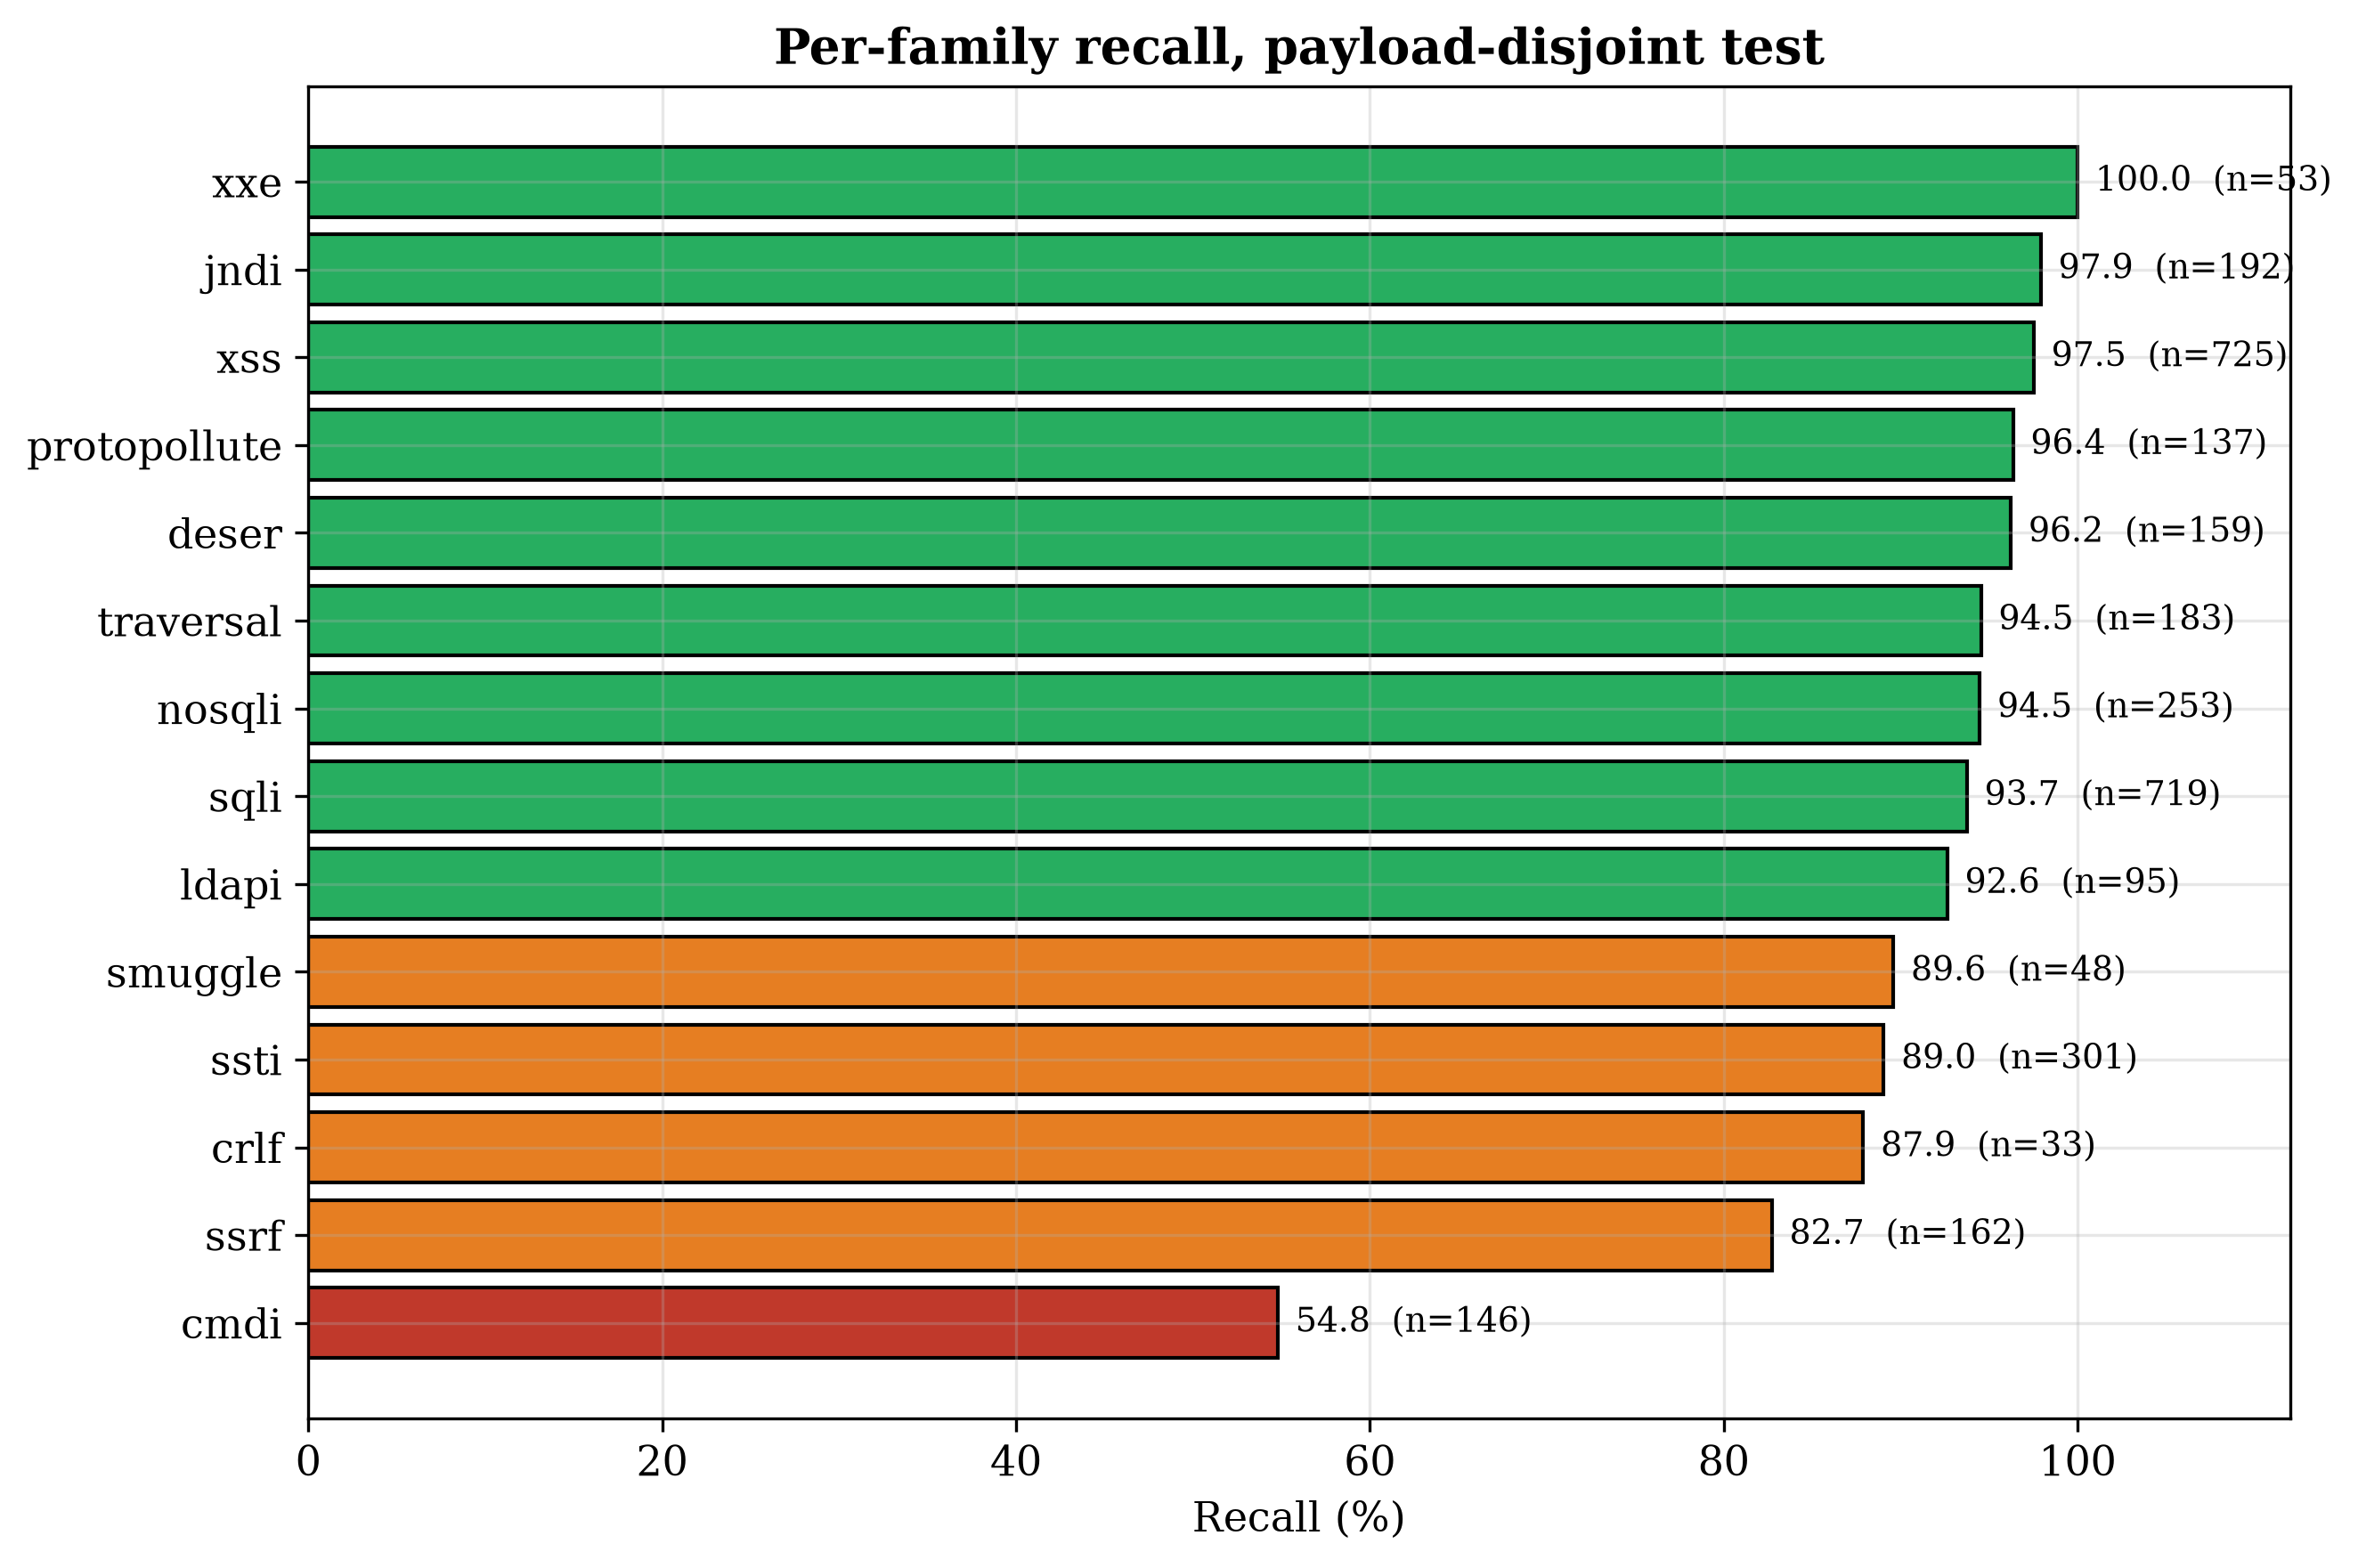 Per-family recall, payload-disjoint test
xxe 100.0 (n=53)
jndi 97.9 (n=192)
xss 97.5 (n=725)
protopollute 96.4 (n=137)
deser 96.2 (n=159)
traversal 94.5 (n=183)
nosqli 94.5 (n=253)
sqli 93.7 (n=719)
ldapi 92.6 (n=95)
smuggle 89.6 (n=48)
ssti 89.0 (n=301)
crlf 87.9 (n=33)
ssrf 82.7 (n=162)
cmdi 54.8 (n=146)
0 20 40 60 80 100
Recall (%)